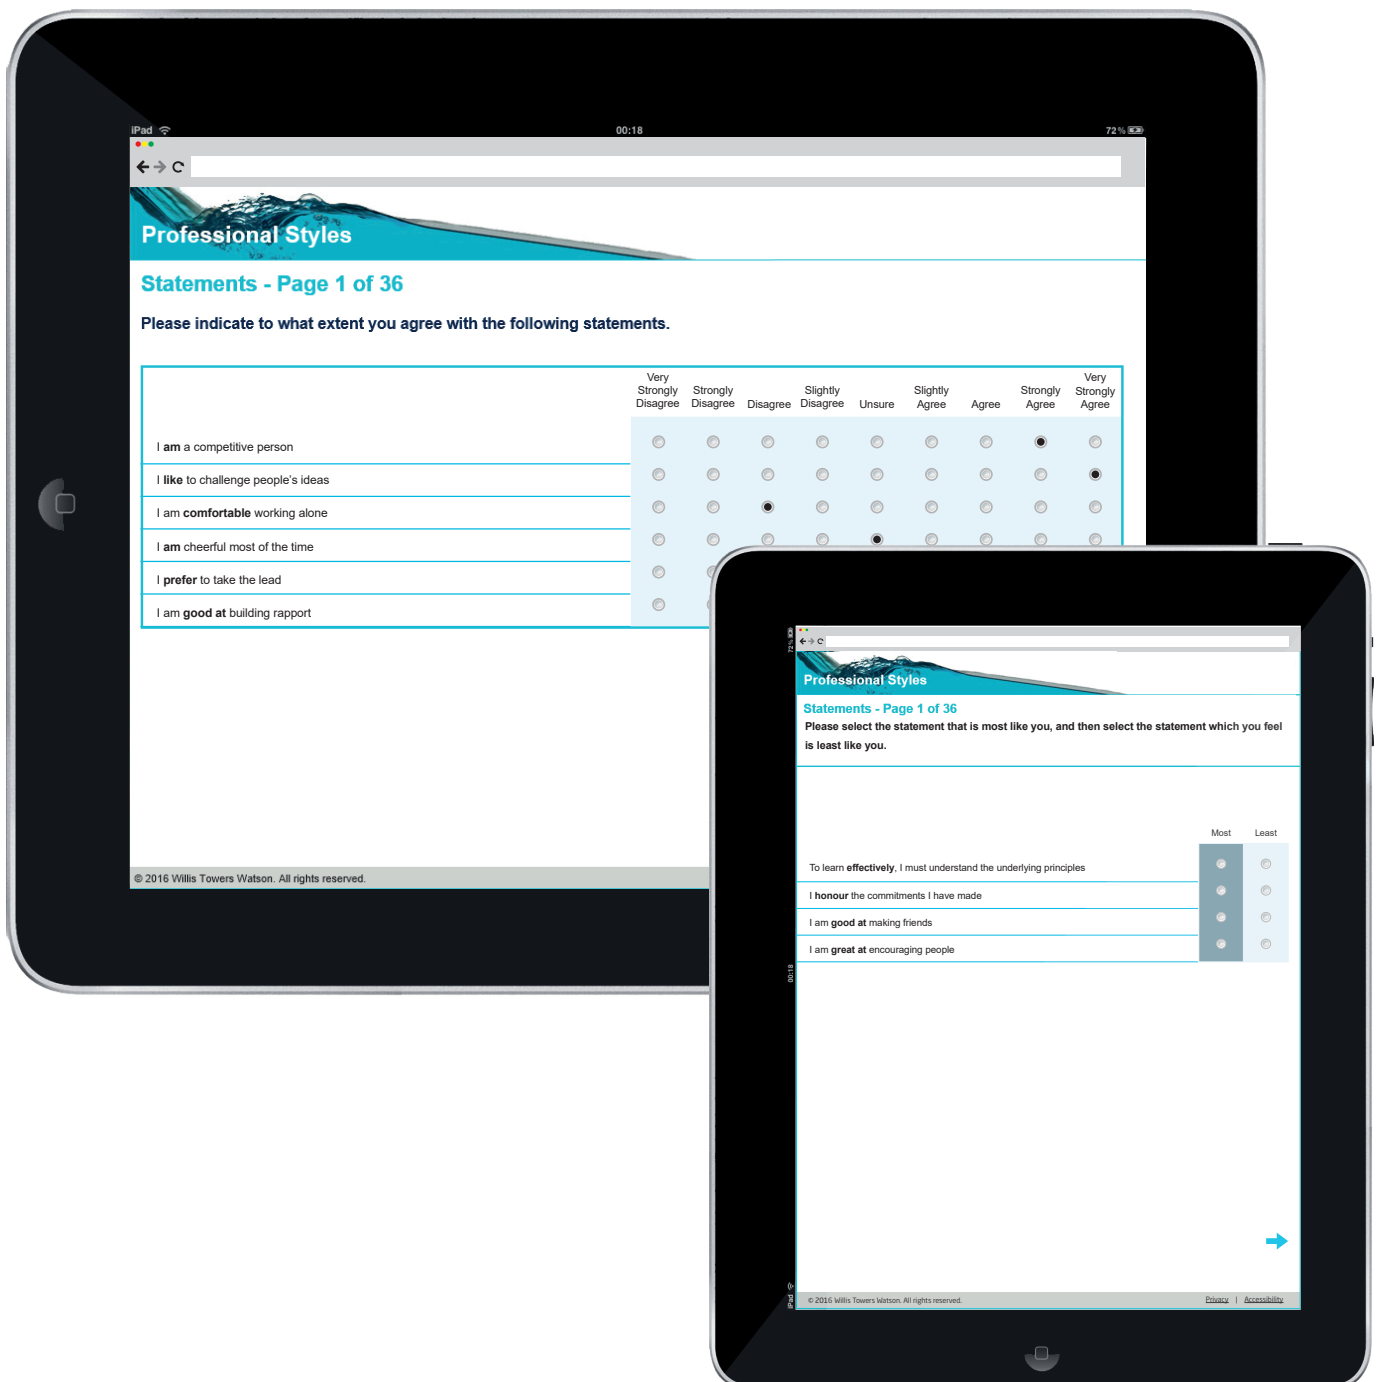 iPad 00:18 72%
Professional Styles
Statements - Page 1 of 36
Please indicate to what extent you agree with the following statements.
Very Strongly Disagree Strongly Disagree Disagree Slightly Disagree Unsure Slightly Agree Agree Strongly Agree Very Strongly Agree
I am a competitive person
I like to challenge people's ideas
I am comfortable working alone
I am cheerful most of the time
I prefer to take the lead
I am good at building rapport
© 2016 Willis Towers Watson. All rights reserved.
iPad 00:18 72%
Professional Styles
Statements - Page 1 of 36
Please select the statement that is most like you, and then select the statement which you feel
is least like you.
Most Least
To learn effectively, I must understand the underlying principles
I honour the commitments I have made
I am good at making friends
I am great at encouraging people
© 2016 Willis Towers Watson. All rights reserved. Privacy | Accessibility